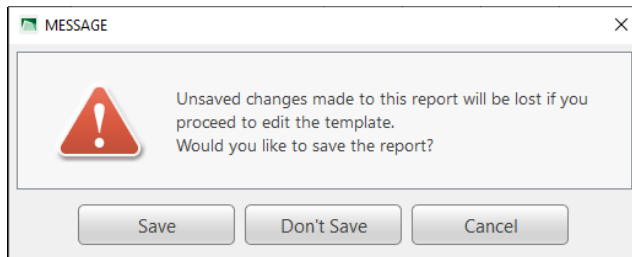 MESSAGE
Unsaved changes made to this report will be lost if you
proceed to edit the template.
Would you like to save the report?
Save
Don't Save
Cancel